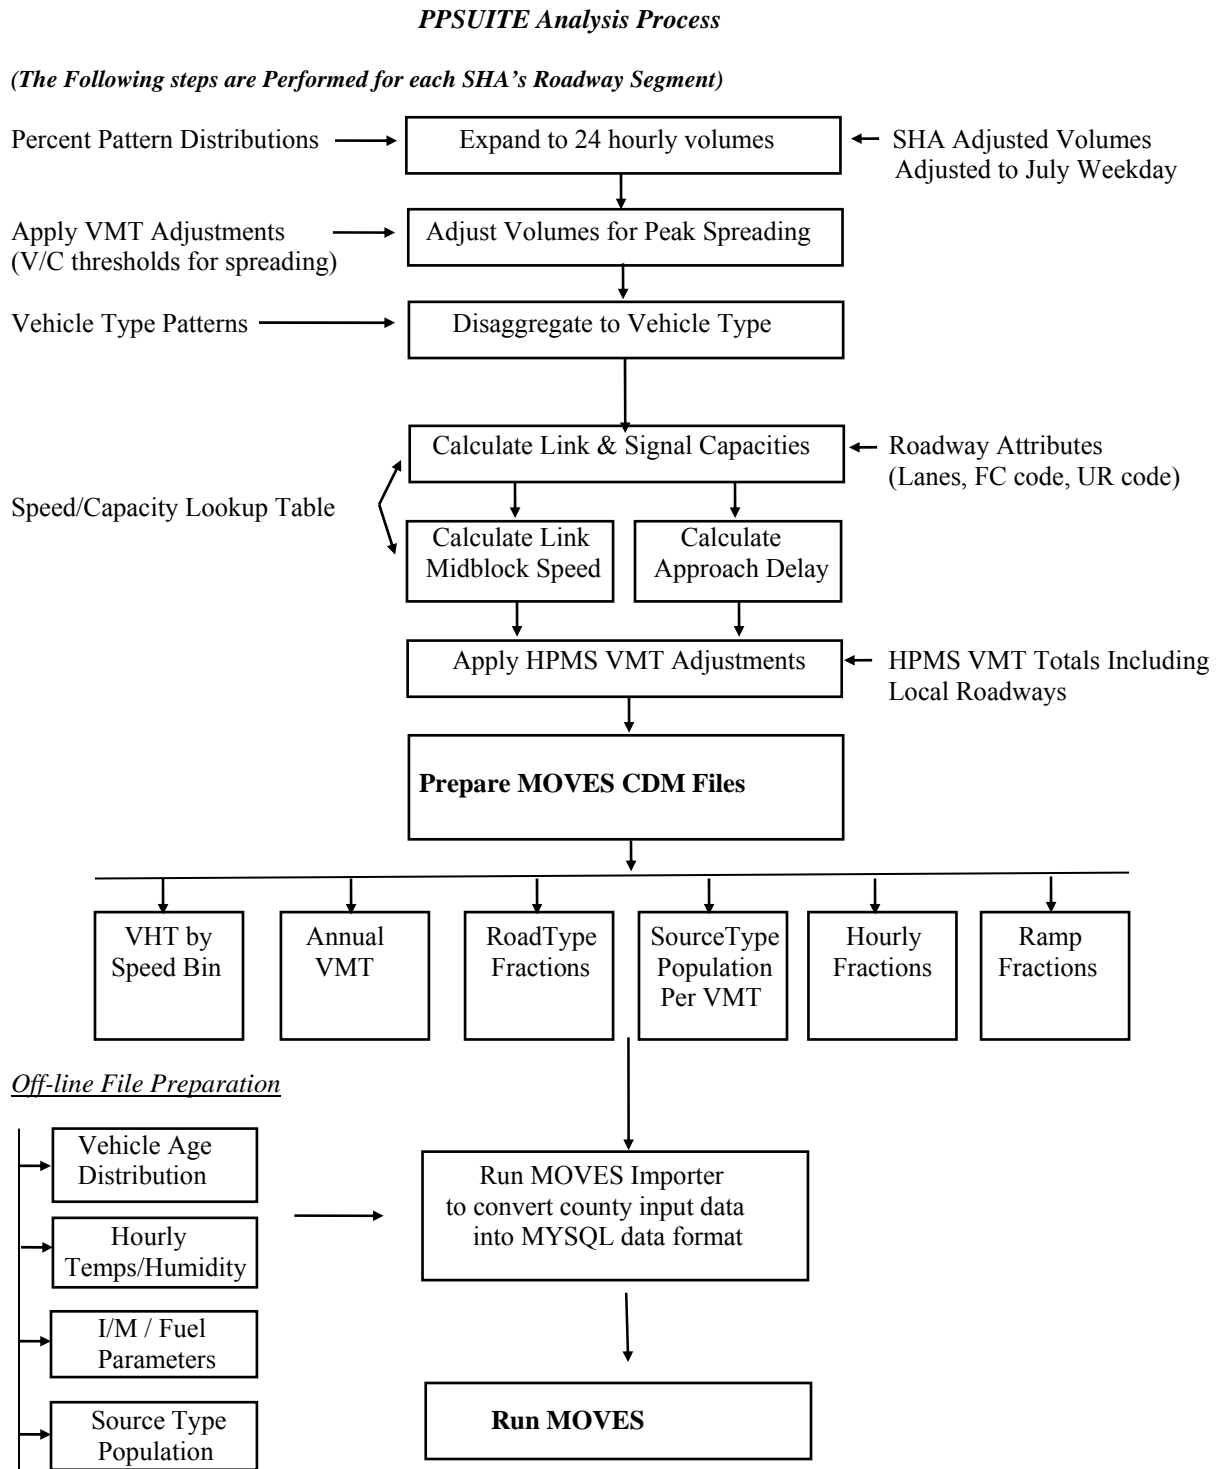 PPSUITE Analysis Process
(The Following steps are Performed for each SHA's Roadway Segment)
Percent Pattern Distributions
Expand to 24 hourly volumes
SHA Adjusted Volumes
Adjusted to July Weekday
Apply VMT Adjustments
(V/C thresholds for spreading)
Adjust Volumes for Peak Spreading
Vehicle Type Patterns
Disaggregate to Vehicle Type
Calculate Link & Signal Capacities
Roadway Attributes
(Lanes, FC code, UR code)
Speed/Capacity Lookup Table
Calculate Link
Midblock Speed
Calculate
Approach Delay
Apply HPMS VMT Adjustments
HPMS VMT Totals Including
Local Roadways
Prepare MOVES CDM Files
VHT by
Speed Bin
Annual
VMT
RoadType
Fractions
SourceType
Population
Per VMT
Hourly
Fractions
Ramp
Fractions
Off-line File Preparation
Vehicle Age
Distribution
Hourly
Temps/Humidity
I/M / Fuel
Parameters
Source Type
Population
Run MOVES Importer
to convert county input data
into MYSQL data format
Run MOVES